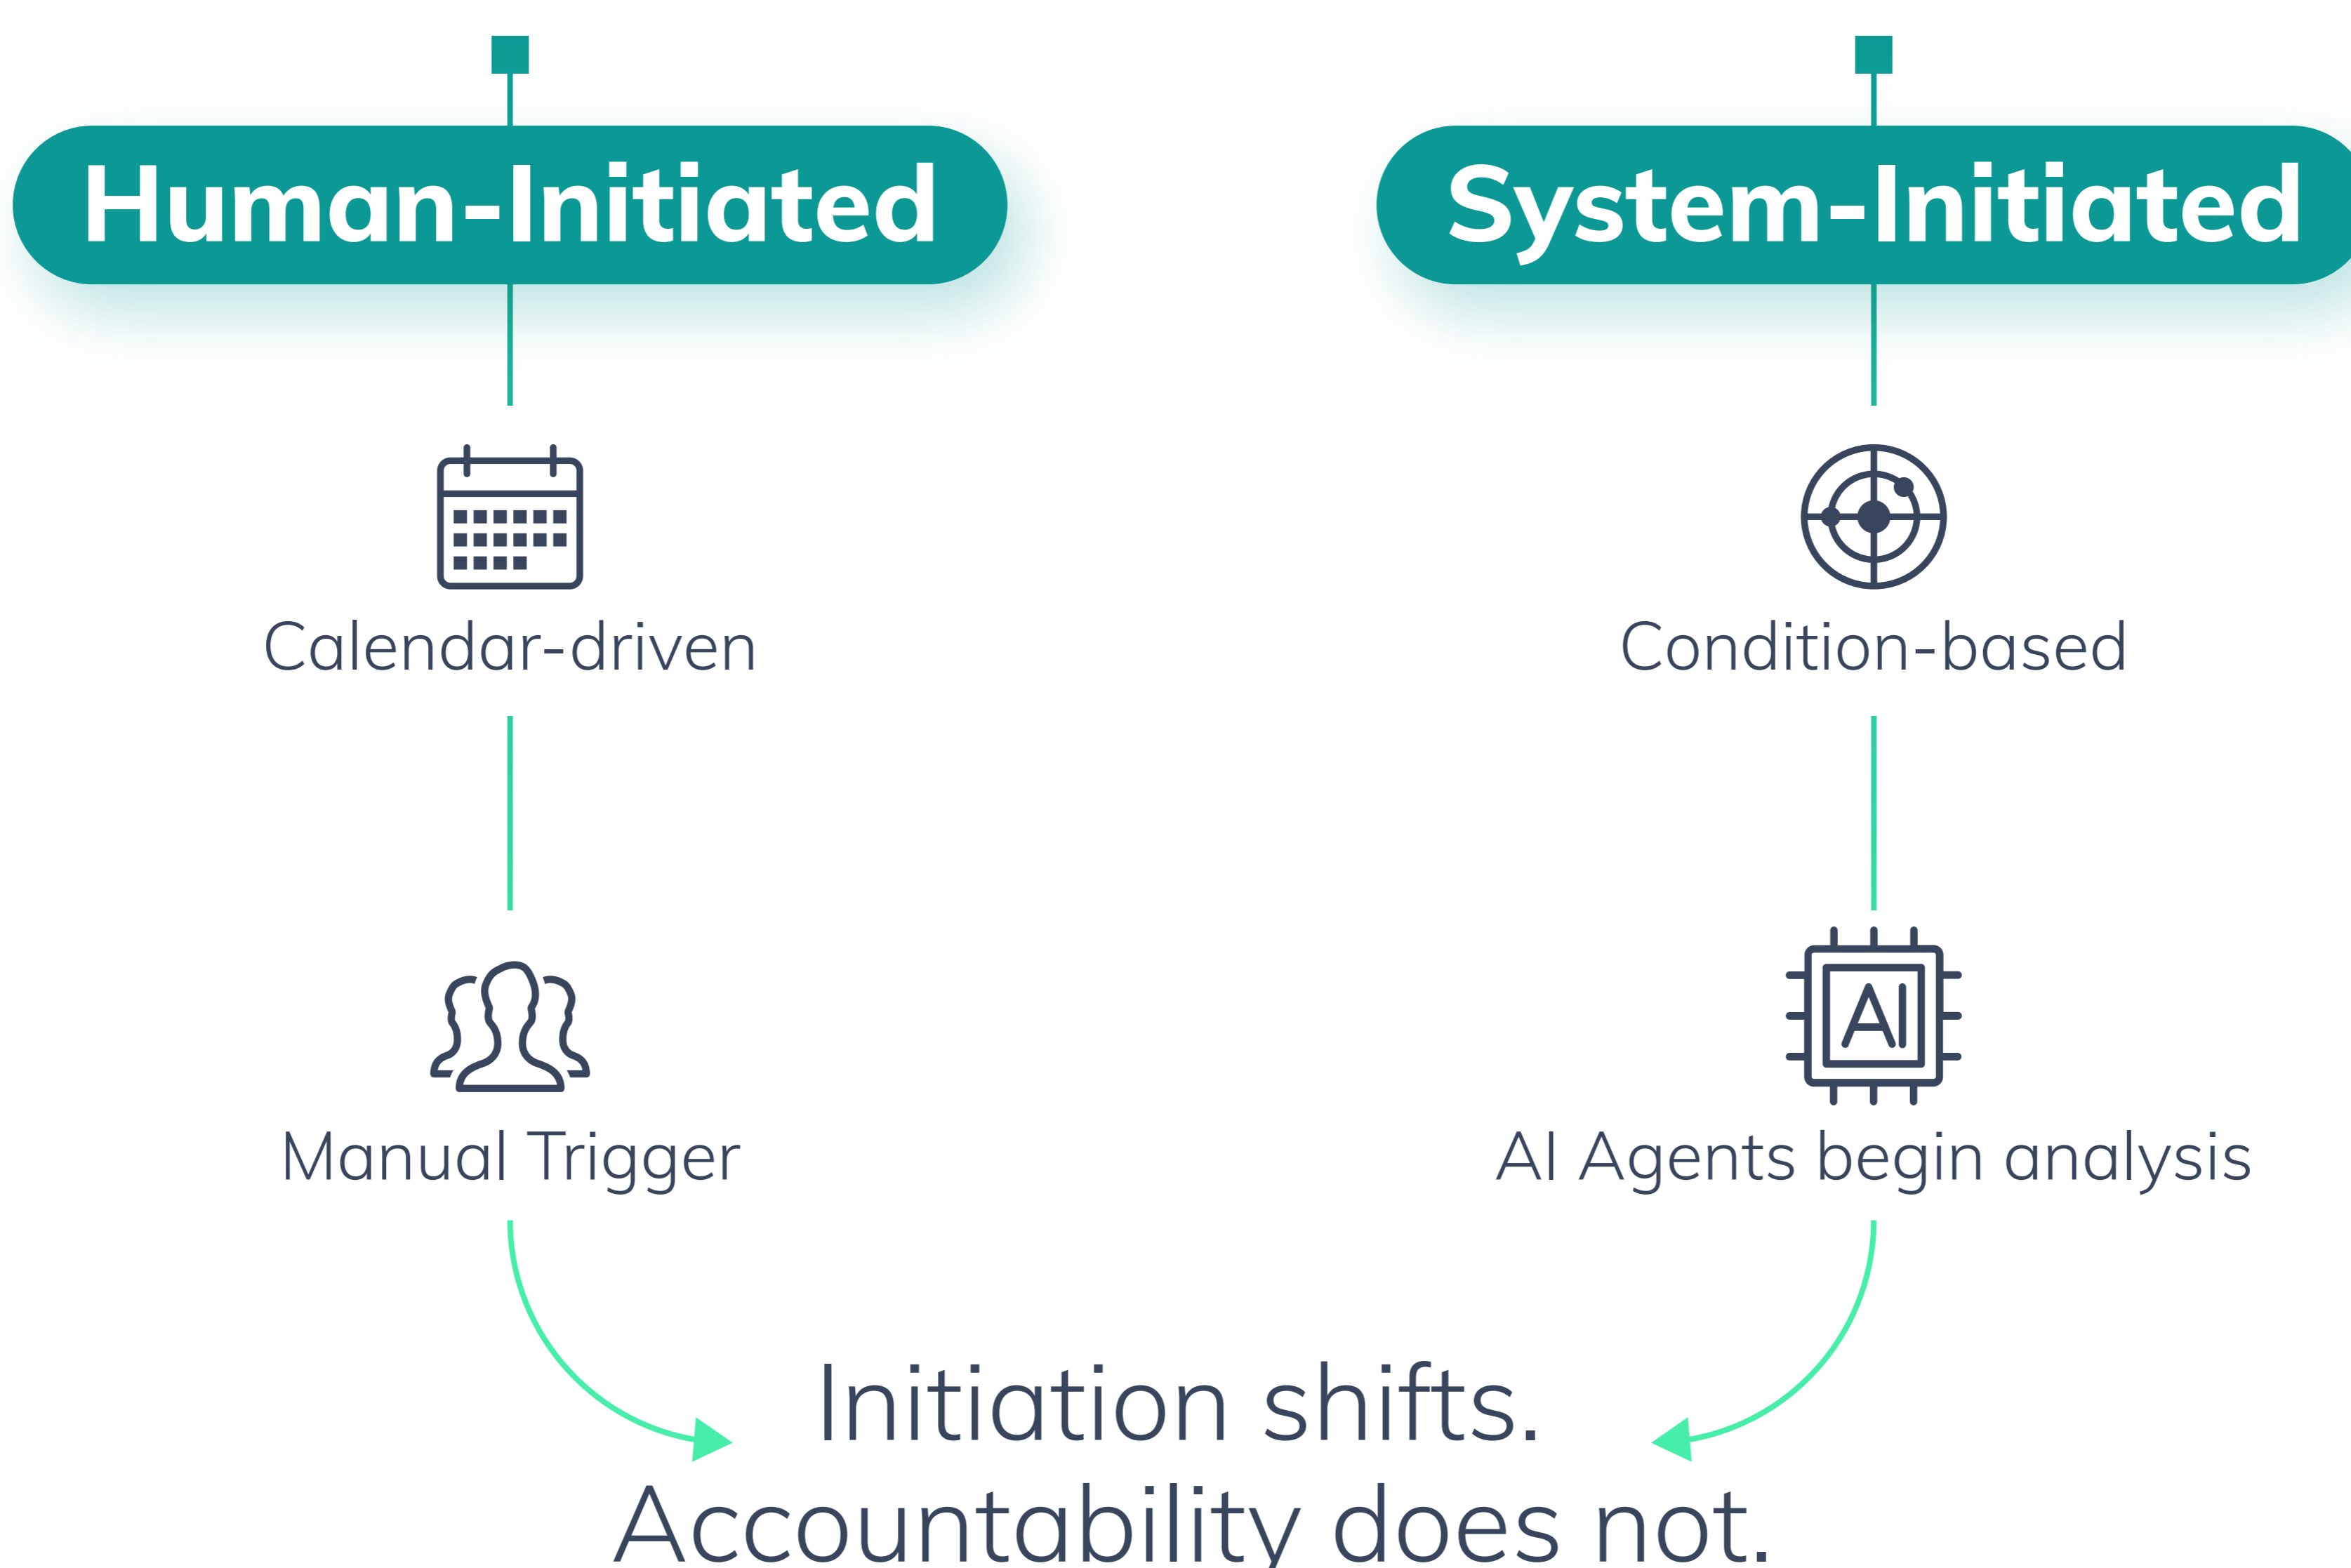 Human-Initiated
Calendar-driven
Manual Trigger
System-Initiated
Condition-based
AI
AI Agents begin analysis
Initiation shifts.
Accountability does not.